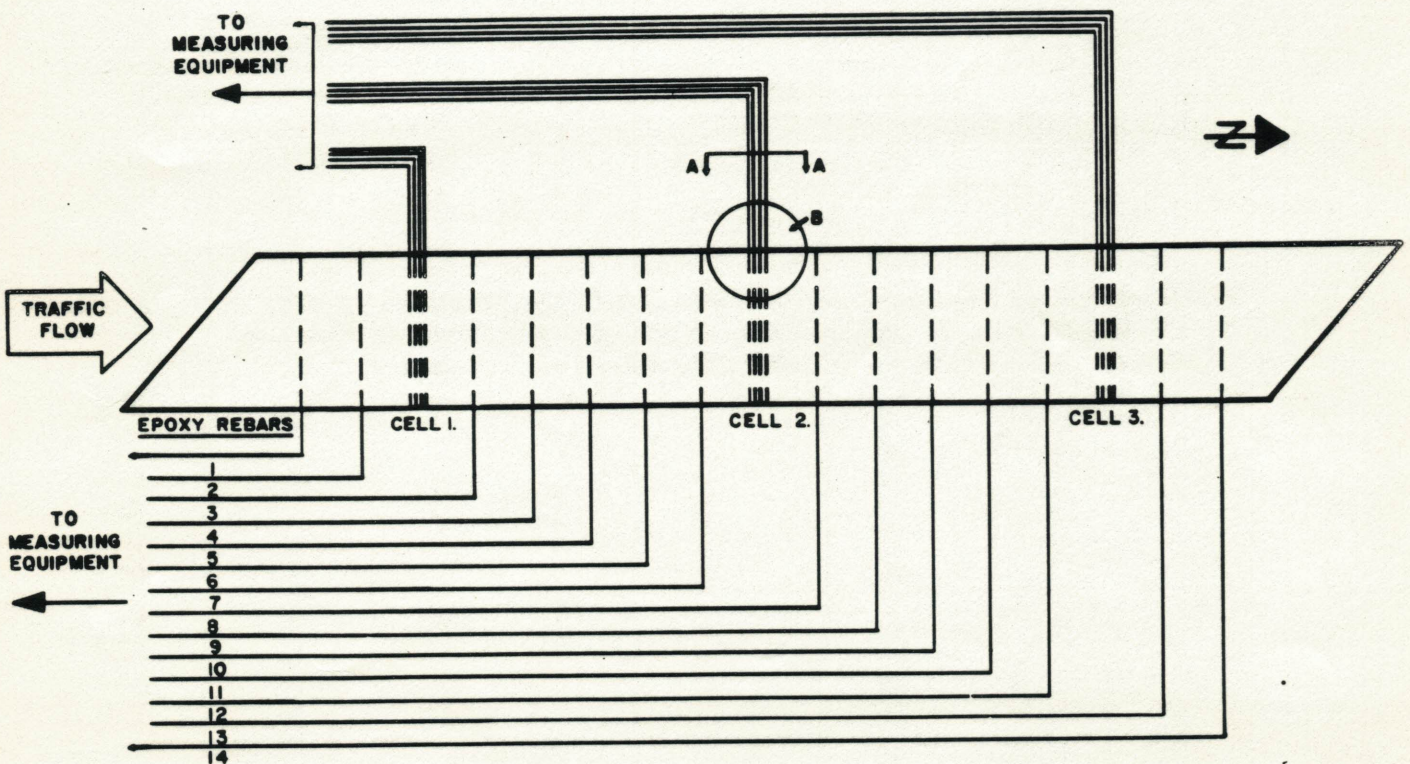 TO
MEASURING
EQUIPMENT
N
A A
B
TRAFFIC
FLOW
EPOXY REBARS
CELL 1.
CELL 2.
CELL 3.
1
2
3
4
5
6
7
8
9
10
11
12
13
14
TO
MEASURING
EQUIPMENT